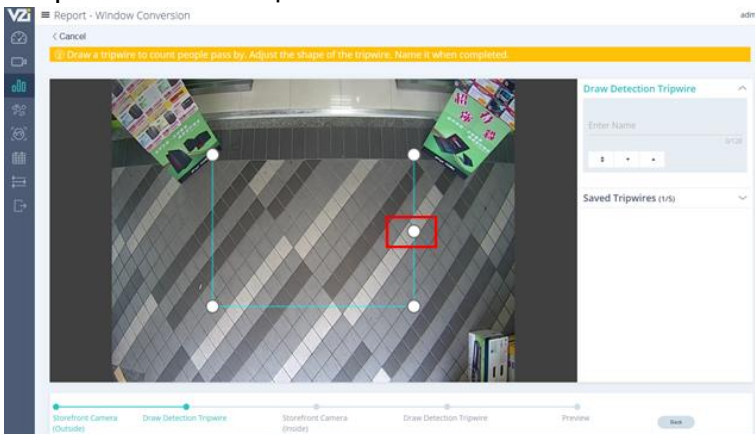 VZi
Report - Window Conversion
adm
< Cancel
Draw a tripwire to count people pass by. Adjust the shape of the tripwire. Name it when completed.
Draw Detection Tripwire
Enter Name
0/128
Saved Tripwires (1/5)
Storefront Camera (Outside)
Draw Detection Tripwire
Storefront Camera (Inside)
Draw Detection Tripwire
Preview
Back